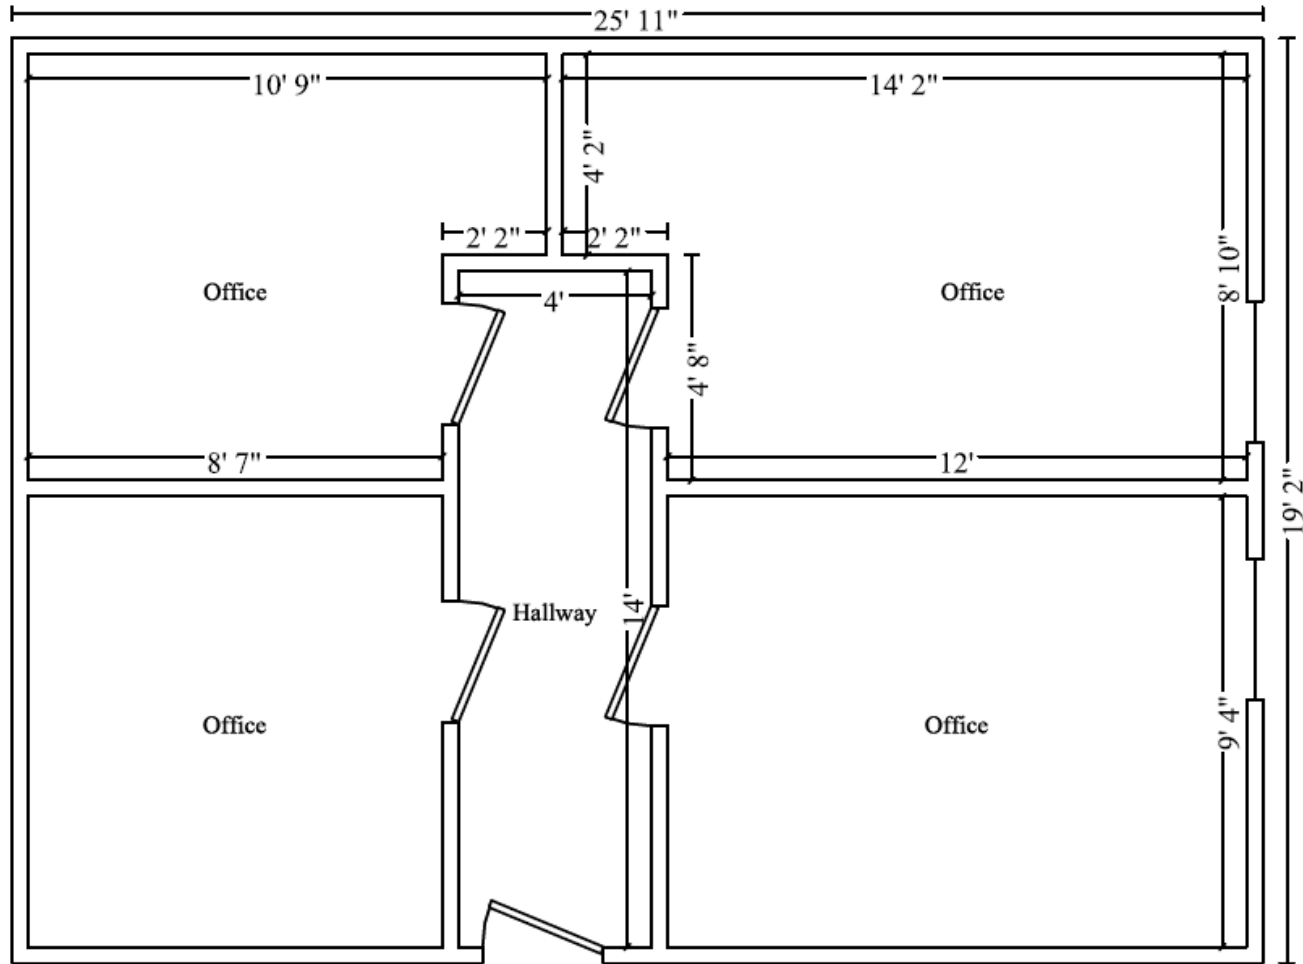 25' 11"
10' 9"
14' 2"
4' 2"
2' 2"
2' 2"
8' 10"
Office
Office
4'
4' 8"
8' 7"
12'
19' 2"
14'
Hallway
Office
Office
9' 4"